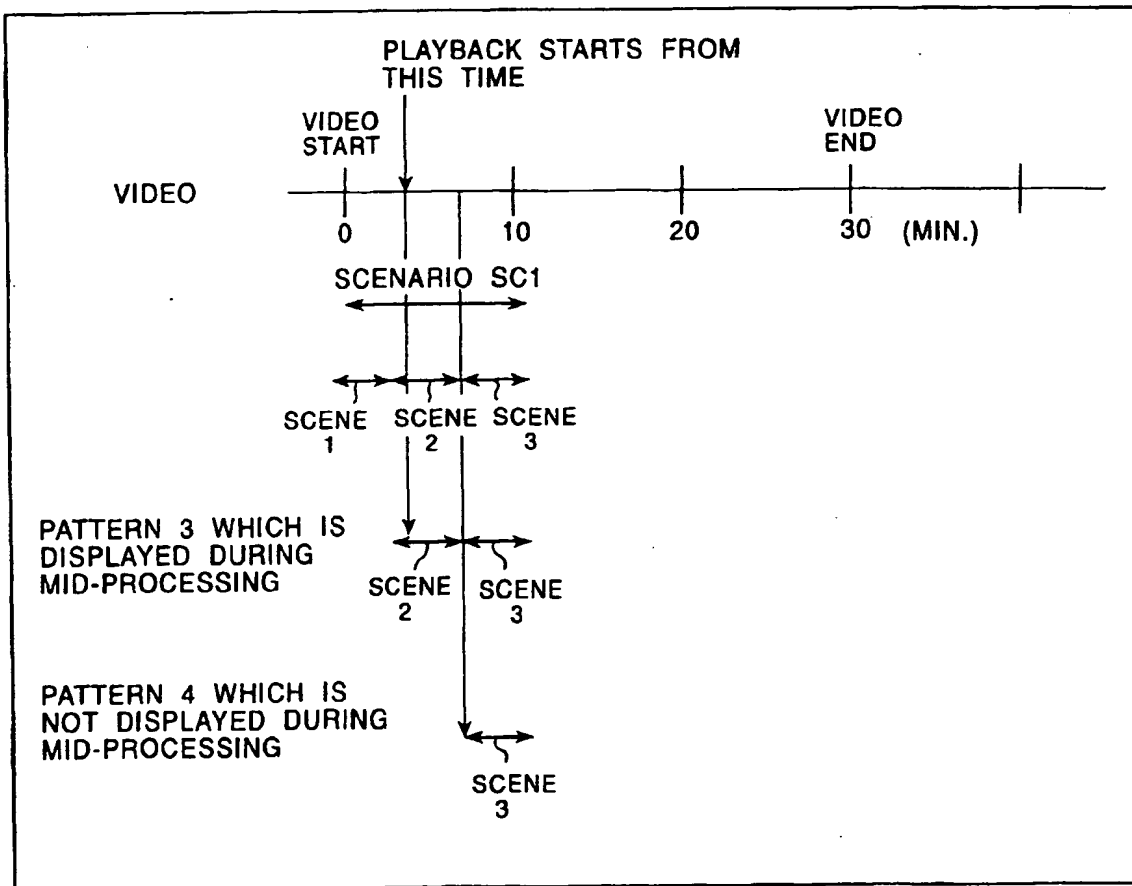 PLAYBACK STARTS FROM
THIS TIME
VIDEO
START
VIDEO
END
VIDEO
0
10
20
30 (MIN.)
SCENARIO SC1
SCENE
1
SCENE
2
SCENE
3
PATTERN 3 WHICH IS
DISPLAYED DURING
MID-PROCESSING
SCENE
2
SCENE
3
PATTERN 4 WHICH IS
NOT DISPLAYED DURING
MID-PROCESSING
SCENE
3